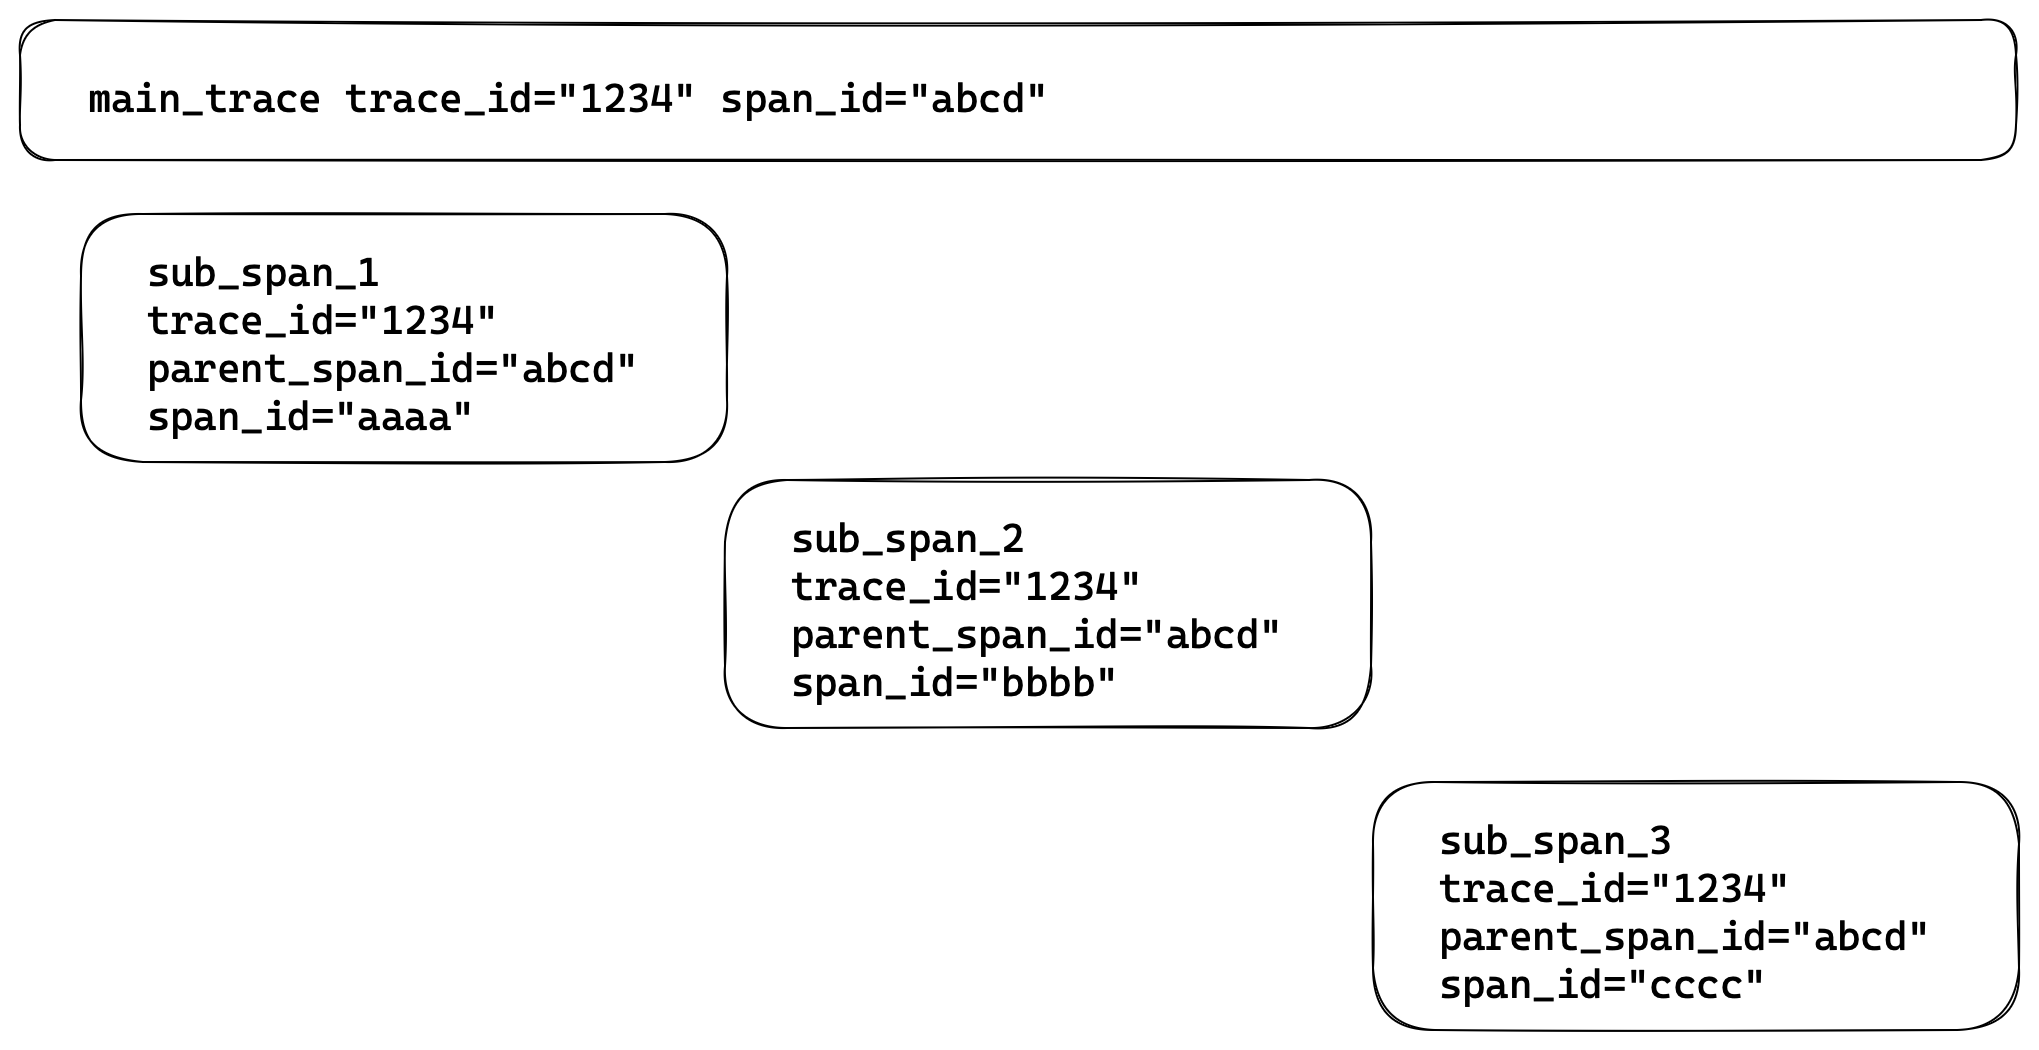 main_trace trace_id="1234" span_id="abcd"
sub_span_1
trace_id="1234"
parent_span_id="abcd"
span_id="aaaa"
sub_span_2
trace_id="1234"
parent_span_id="abcd"
span_id="bbbb"
sub_span_3
trace_id="1234"
parent_span_id="abcd"
span_id="cccc"